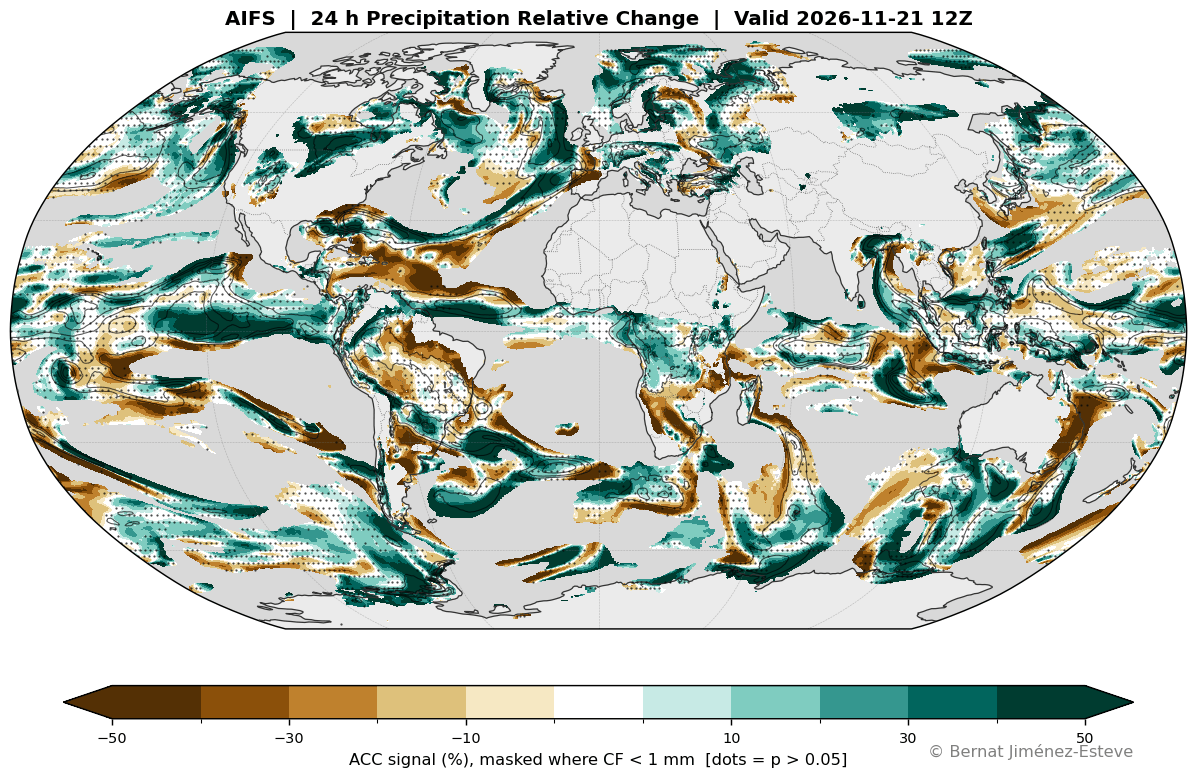 AIFS | 24 h Precipitation Relative Change | Valid 2026-11-21 12Z
−50 −30 −10 10 30 50
ACC signal (%), masked where CF < 1 mm [dots = p > 0.05]
© Bernat Jiménez-Esteve